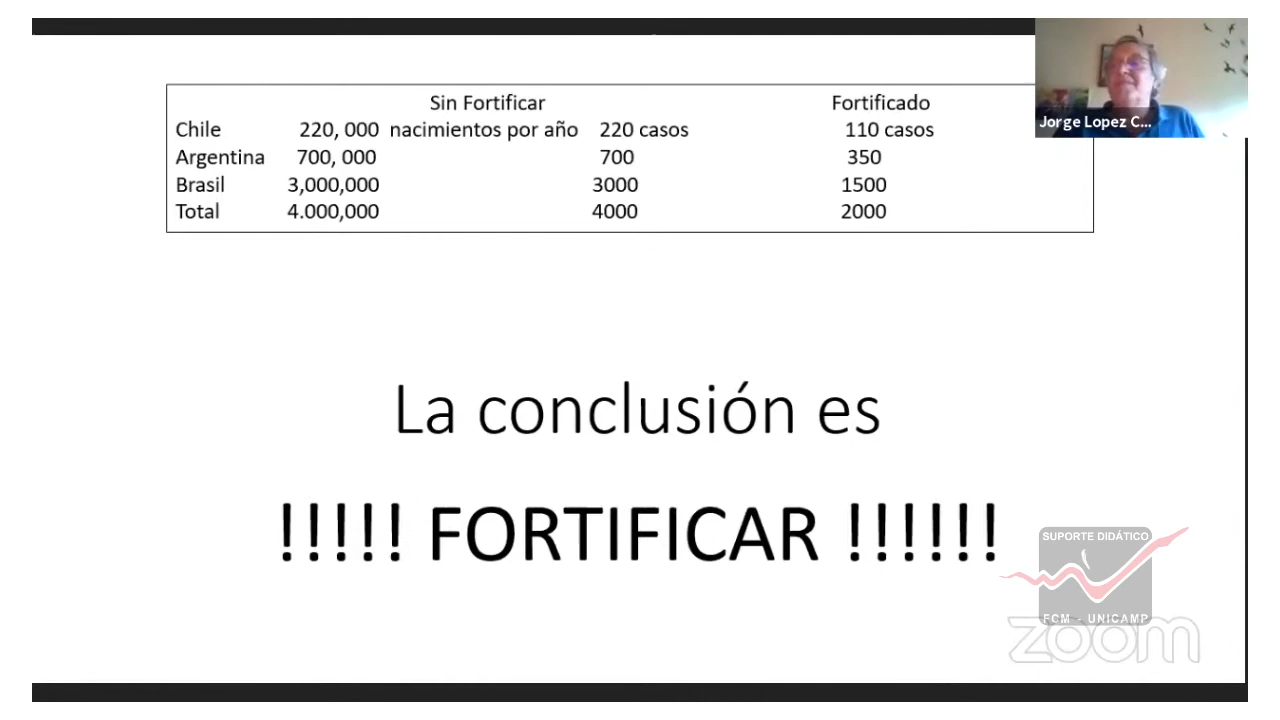 Sin Fortificar Fortificado
Chile 220, 000 nacimientos por año 220 casos 110 casos
Argentina 700, 000 700 350
Brasil 3,000,000 3000 1500
Total 4.000,000 4000 2000
Jorge Lopez C...
La conclusión es
!!!!! FORTIFICAR !!!!!!
SUPORTE DIDÁTICO
FCM - UNICAMP
zoom